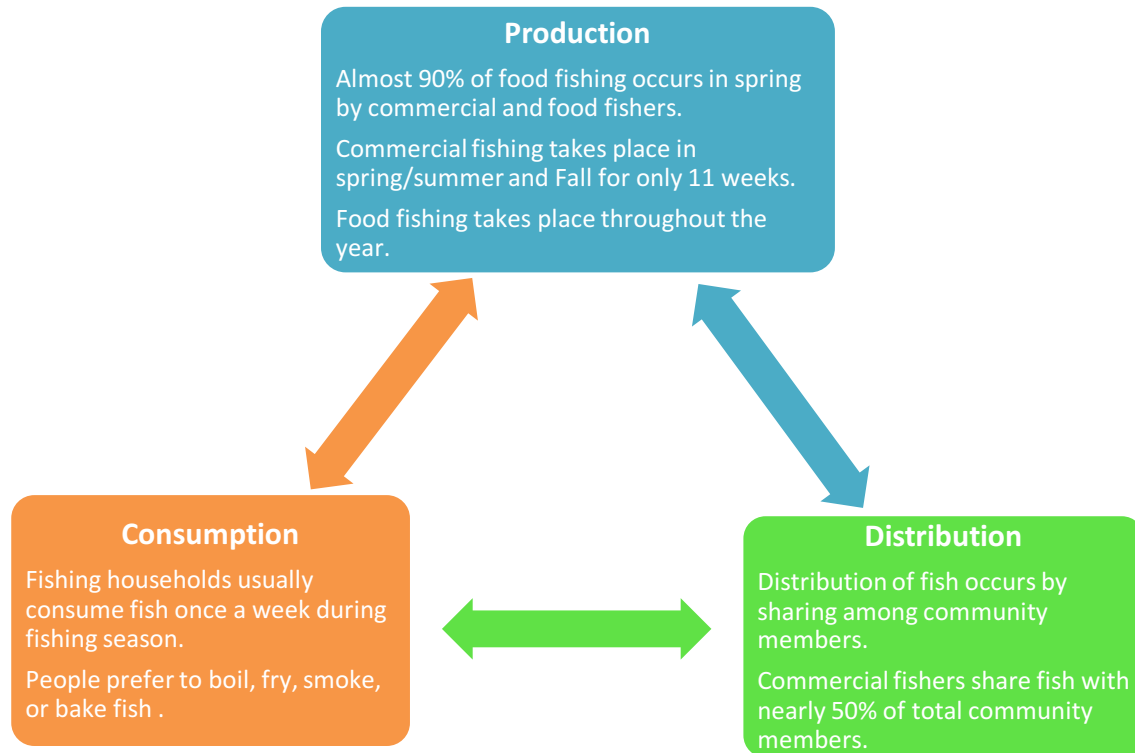 Production
Almost 90% of food fishing occurs in spring
by commercial and food fishers.
Commercial fishing takes place in
spring/summer and Fall for only 11 weeks.
Food fishing takes place throughout the
year.
Consumption
Fishing households usually
consume fish once a week during
fishing season.
People prefer to boil, fry, smoke,
or bake fish .
Distribution
Distribution of fish occurs by
sharing among community
members.
Commercial fishers share fish with
nearly 50% of total community
members.